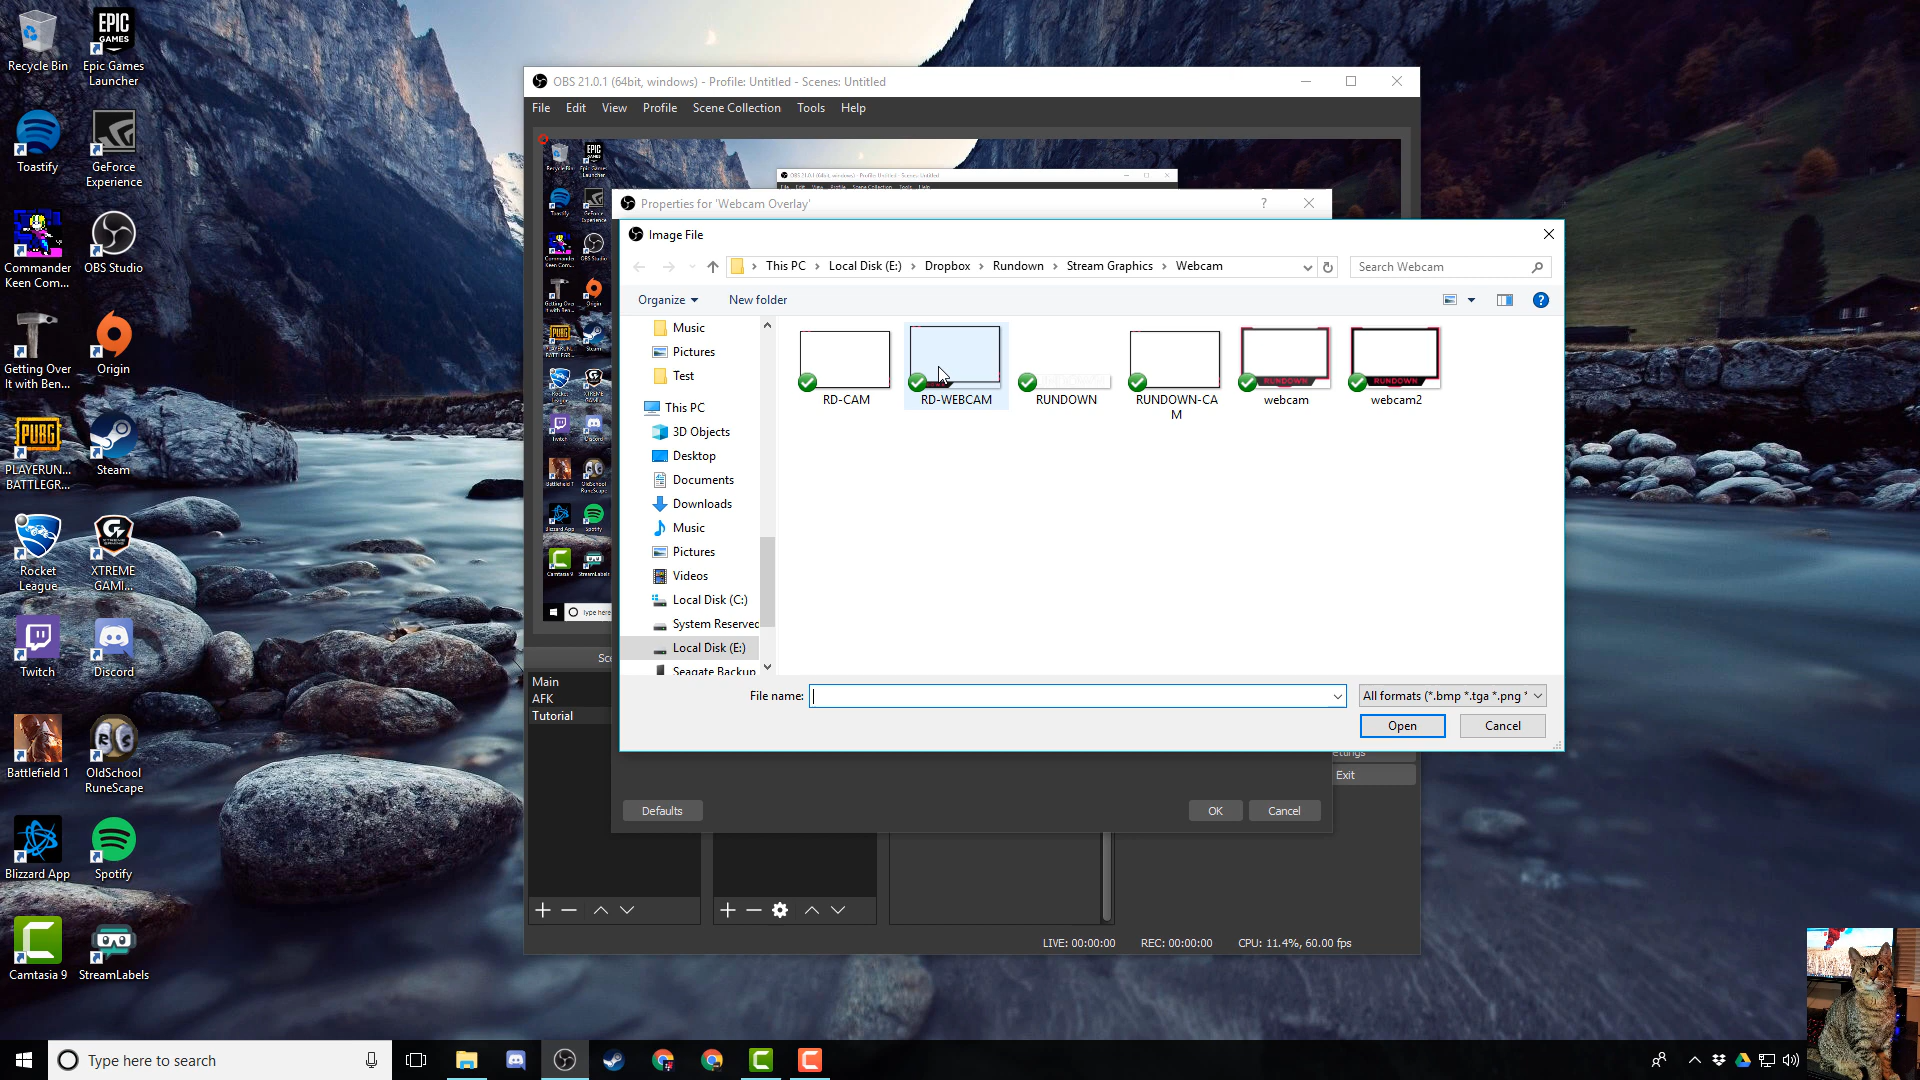 Recycle Bin
EPIC GAMES
Epic Games Launcher
Toastify
GeForce Experience
Commander Keen Com...
OBS Studio
Getting Over It with Ben...
Origin
PUBG
PLAYERUN... BATTLEGR...
Steam
Rocket League
XTREME GAMI...
Twitch
Discord
Battlefield 1
OldSchool RuneScape
Blizzard App
Spotify
Camtasia 9
StreamLabels
OBS 21.0.1 (64bit, windows) - Profile: Untitled - Scenes: Untitled
File Edit View Profile Scene Collection Tools Help
Properties for 'Webcam Overlay'
Image File
This PC > Local Disk (E:) > Dropbox > Rundown > Stream Graphics > Webcam
Search Webcam
Organize
New folder
Music
Pictures
Test
This PC
3D Objects
Desktop
Documents
Downloads
Music
Pictures
Videos
Local Disk (C:)
System Reserved
Local Disk (E:)
Seagate Backup
RD-CAM
RD-WEBCAM
RUNDOWN
RUNDOWN-CAM
webcam
webcam2
File name:
All formats (*.bmp *.tga *.png *
Open
Cancel
Main
AFK
Tutorial
Exit
Defaults
OK
Cancel
LIVE: 00:00:00 REC: 00:00:00 CPU: 11.4%, 60.00 fps
Type here to search